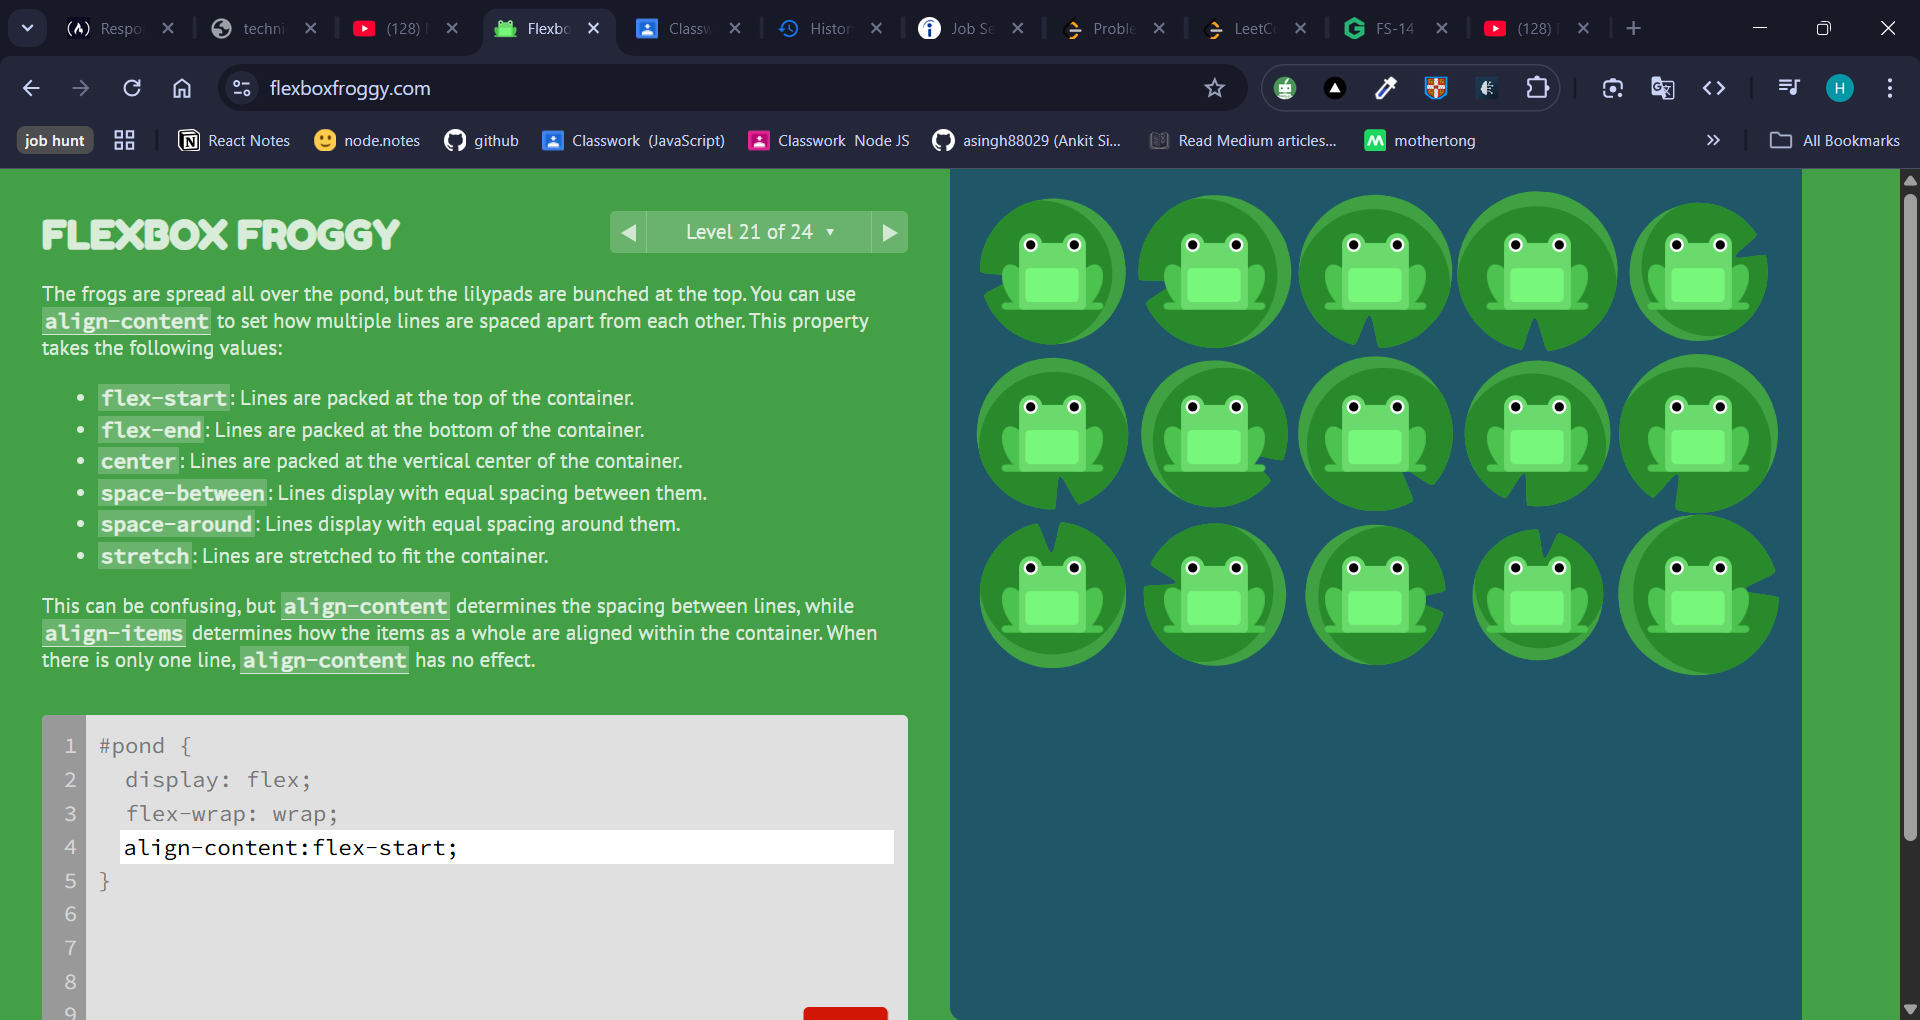 Respo
techni
(128)
Flexbo
Classw
Histor
Job Se
Proble
LeetCo
FS-14
(128)
flexboxfroggy.com
H
job hunt
React Notes
node.notes
github
Classwork (JavaScript)
Classwork Node JS
asingh88029 (Ankit Si...
Read Medium articles...
mothertong
All Bookmarks
FLEXBOX FROGGY
Level 21 of 24
The frogs are spread all over the pond, but the lilypads are bunched at the top. You can use
align-content to set how multiple lines are spaced apart from each other. This property
takes the following values:
• flex-start: Lines are packed at the top of the container.
• flex-end: Lines are packed at the bottom of the container.
• center: Lines are packed at the vertical center of the container.
• space-between: Lines display with equal spacing between them.
• space-around: Lines display with equal spacing around them.
• stretch: Lines are stretched to fit the container.
This can be confusing, but align-content determines the spacing between lines, while
align-items determines how the items as a whole are aligned within the container. When
there is only one line, align-content has no effect.
1 #pond {
2 display: flex;
3 flex-wrap: wrap;
4 align-content:flex-start;
5 }
6
7
8
9